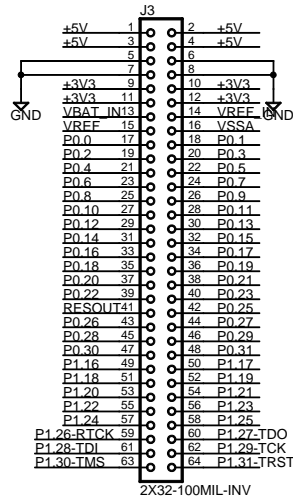 J3
+5V 1 2 +5V
+5V 3 4 +5V
5 6
7 8
+3V3 9 10 +3V3
+3V3 11 12 +3V3
GND GND
VBAT_IN 13 14 VREF_IN
VREF 15 16 VSSA
P0.0 17 18 P0.1
P0.2 19 20 P0.3
P0.4 21 22 P0.5
P0.6 23 24 P0.7
P0.8 25 26 P0.9
P0.10 27 28 P0.11
P0.12 29 30 P0.13
P0.14 31 32 P0.15
P0.16 33 34 P0.17
P0.18 35 36 P0.19
P0.20 37 38 P0.21
P0.22 39 40 P0.23
RESOUT 41 42 P0.25
P0.26 43 44 P0.27
P0.28 45 46 P0.29
P0.30 47 48 P0.31
P1.16 49 50 P1.17
P1.18 51 52 P1.19
P1.20 53 54 P1.21
P1.22 55 56 P1.23
P1.24 57 58 P1.25
P1.26-RTCK 59 60 P1.27-TDO
P1.28-TDI 61 62 P1.29-TCK
P1.30-TMS 63 64 P1.31-TRST
2X32-100MIL-INV